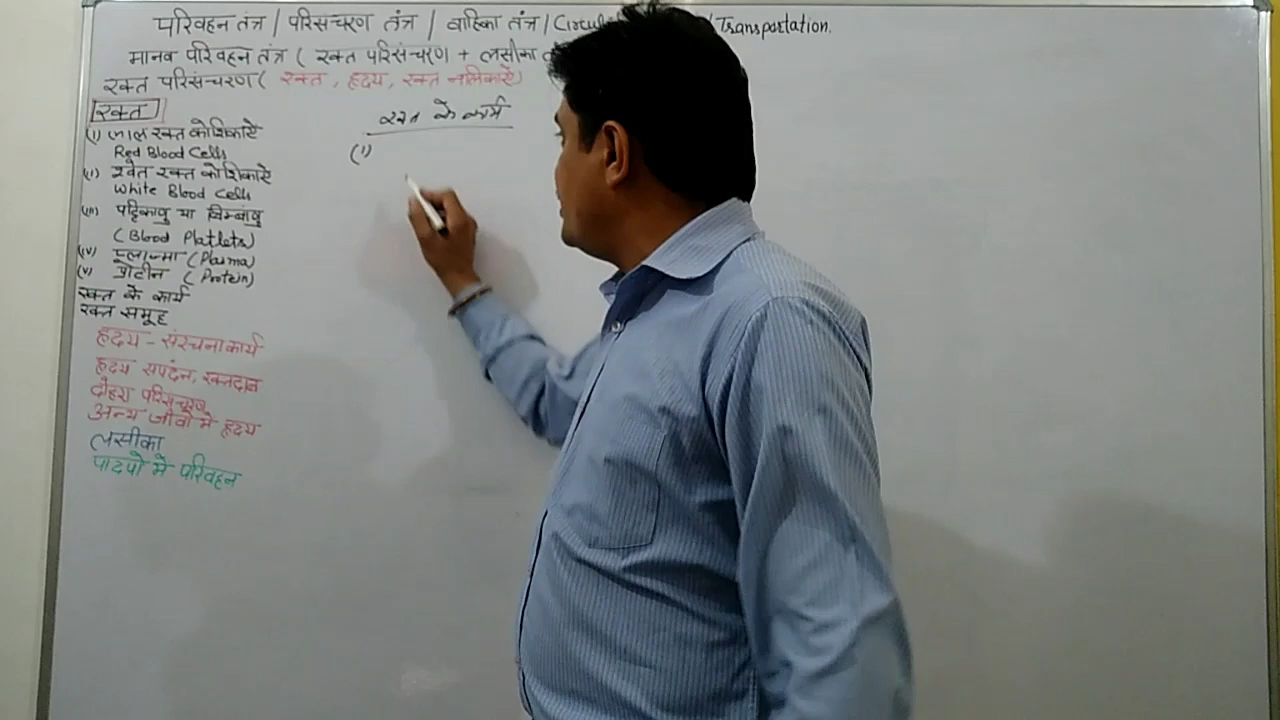 परिवहन तंत्र / परिसंचरण तंत्र / वाहिका तंत्र / Circul Transportation.
मानव परिवहन तंत्र ( रक्त परिसंचरण + लसीका
रक्त परिसंचरण ( रक्त , हृदय, रक्त नलिकाऐं)
रक्त
(i) लाल रक्त कोशिकाऐं
Red Blood Cells
(ii) श्वेत रक्त कोशिकाऐं
White Blood Cells
(iii) पट्टिकाणु या बिम्बाणु
(Blood Platlets)
(iv) प्लाज्मा (Plasma)
(v) प्रोटीन ( Protein)
रक्त के कार्य
रक्त समूह
हृदय - संरचना कार्य
हृदय स्पंदन, रक्तदाब
दोहरा परिसंचरण
अन्य जीवों में हृदय
लसीका
पादपों में परिवहन
रक्त के कार्य
(i)